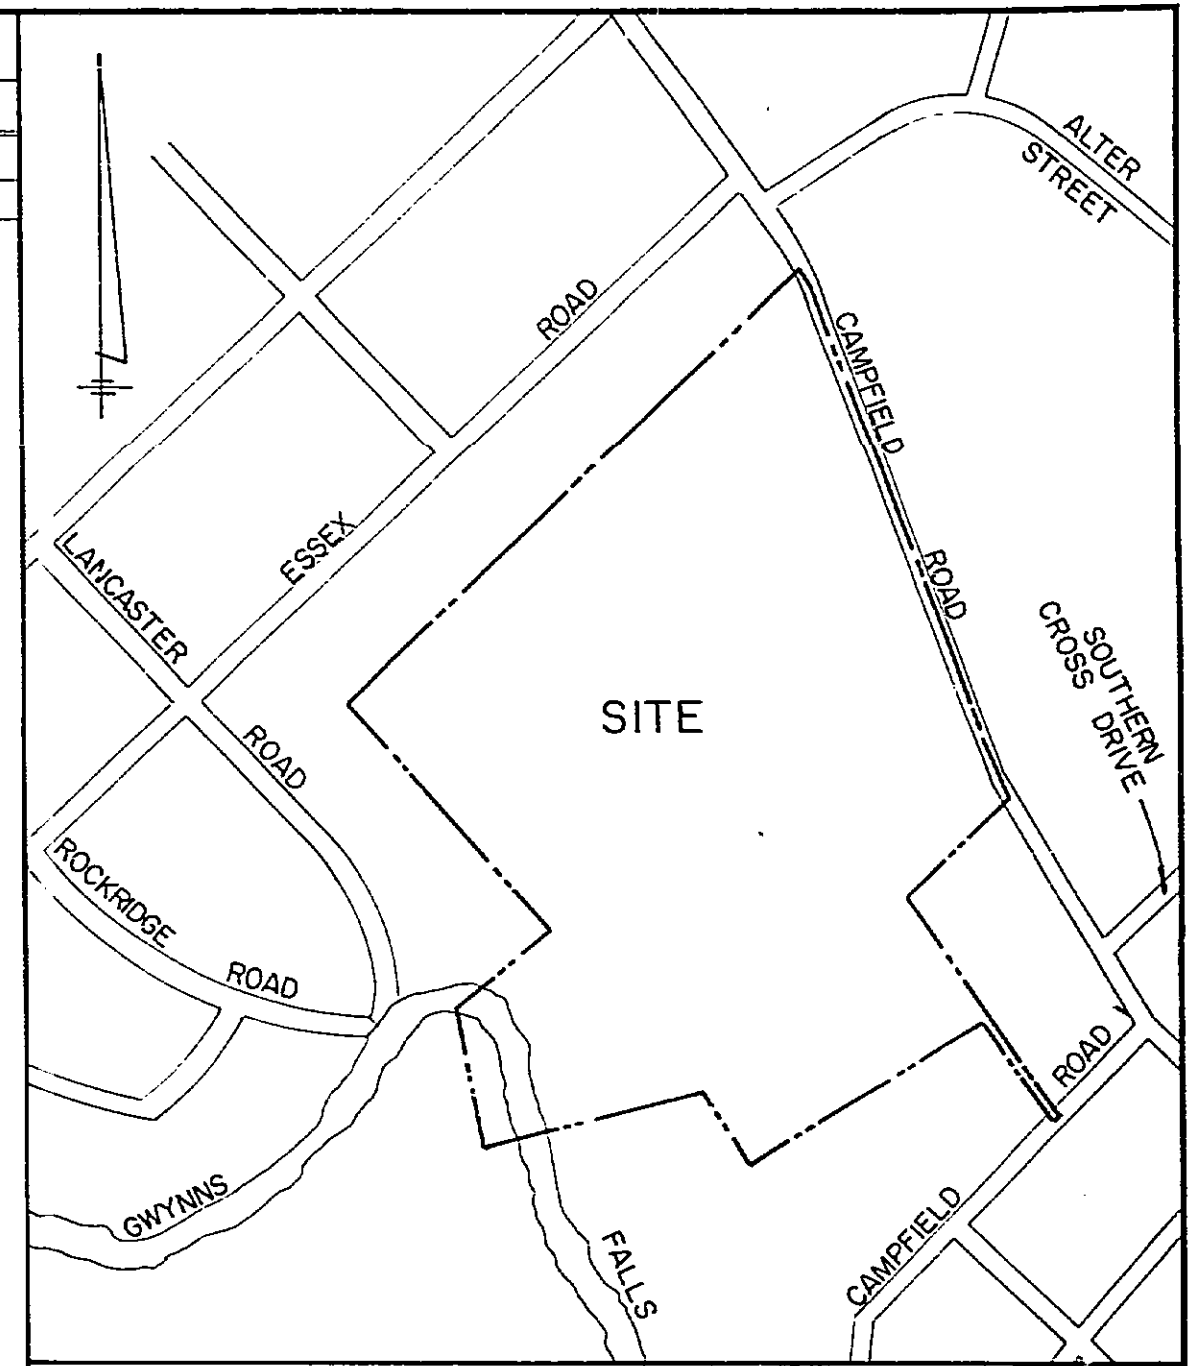 ALTER
STREET
ESSEX ROAD
CAMPFIELD ROAD
LANCASTER ROAD
SITE
SOUTHERN
CROSS DRIVE
ROCKRIDGE ROAD
CAMPFIELD ROAD
GWYNNS FALLS